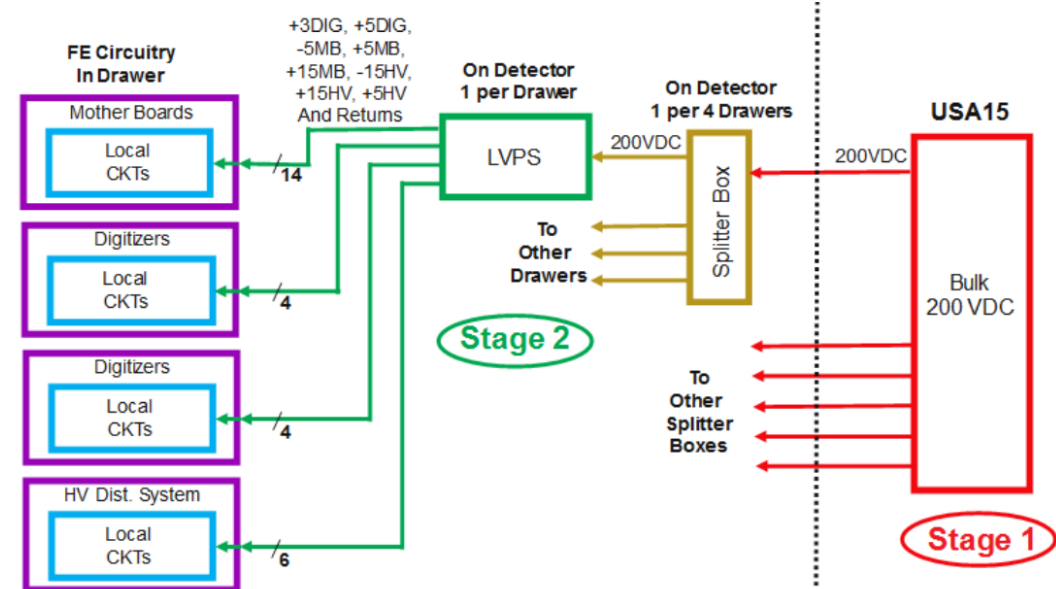 FE Circuitry
In Drawer
Mother Boards
Local
CKTs
14
Digitizers
Local
CKTs
4
Digitizers
Local
CKTs
4
HV Dist. System
Local
CKTs
6
+3DIG, +5DIG,
-5MB, +5MB,
+15MB, -15HV,
+15HV, +5HV
And Returns
On Detector
1 per Drawer
LVPS
200VDC
On Detector
1 per 4 Drawers
Splitter Box
To
Other
Drawers
Stage 2
200VDC
USA15
Bulk
200 VDC
To
Other
Splitter
Boxes
Stage 1